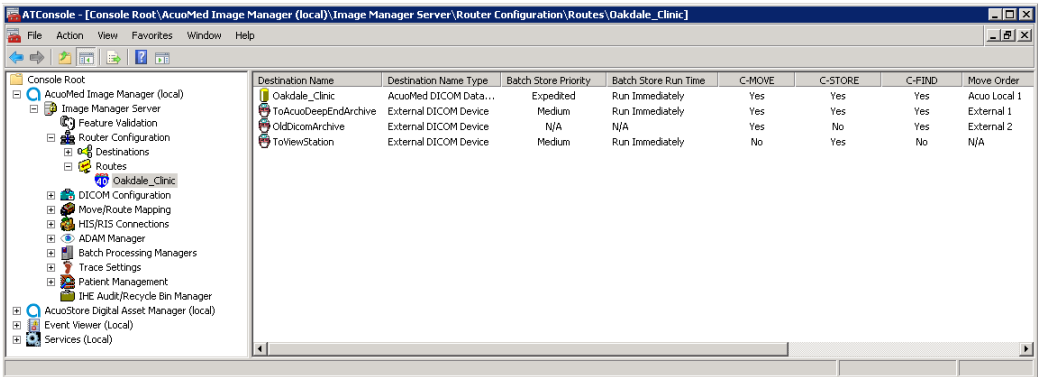 ATConsole - [Console Root\AcuoMed Image Manager (local)\Image Manager Server\Router Configuration\Routes\Oakdale_Clinic]
File Action View Favorites Window Help
Console Root
AcuoMed Image Manager (local)
Image Manager Server
Feature Validation
Router Configuration
Destinations
Routes
40 Oakdale_Clinic
DICOM Configuration
Move/Route Mapping
HIS/RIS Connections
ADAM Manager
Batch Processing Managers
Trace Settings
Patient Management
IHE Audit/Recycle Bin Manager
AcuoStore Digital Asset Manager (local)
Event Viewer (Local)
Services (Local)
Destination Name Destination Name Type Batch Store Priority Batch Store Run Time C-MOVE C-STORE C-FIND Move Order
Oakdale_Clinic AcuoMed DICOM Data... Expedited Run Immediately Yes Yes Yes Acuo Local 1
ToAcuoDeepEndArchive External DICOM Device Medium Run Immediately Yes Yes Yes External 1
OldDicomArchive External DICOM Device N/A N/A Yes No Yes External 2
ToViewStation External DICOM Device Medium Run Immediately No Yes No N/A